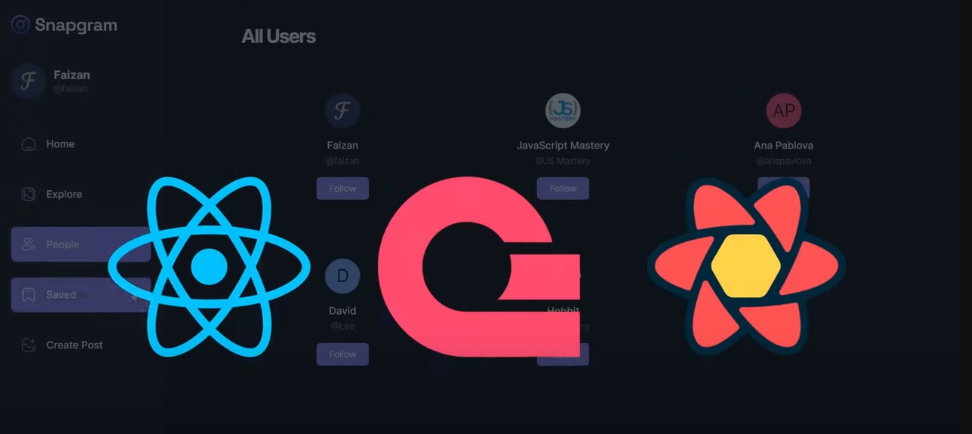 Snapgram
All Users
Faizan
@faizan
Home
Explore
People
Saved
Create Post
Faizan
@faizan
Follow
JS
MASTERY
JavaScript Mastery
@JS Mastery
Follow
AP
Ana Pablova
@anapavlova
D
David
@Lee
Follow
Hobbit